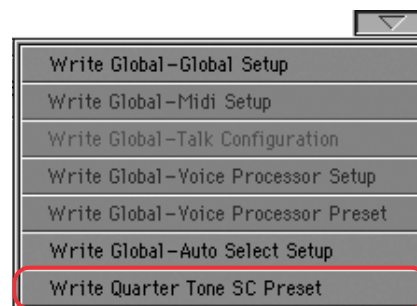 Write Global-Global Setup
Write Global-Midi Setup
Write Global-Talk Configuration
Write Global-Voice Processor Setup
Write Global-Voice Processor Preset
Write Global-Auto Select Setup
Write Quarter Tone SC Preset